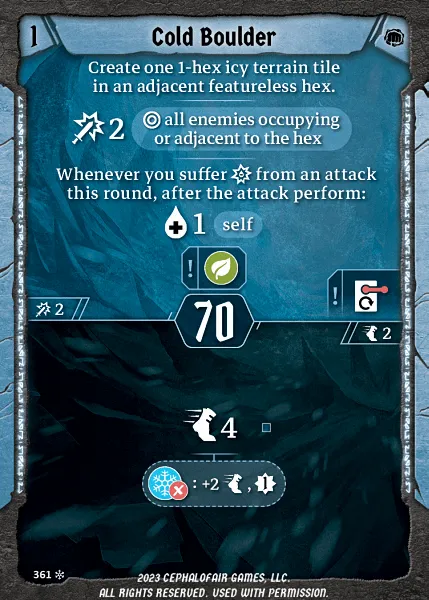 1
Cold Boulder
Create one 1-hex icy terrain tile
in an adjacent featureless hex.
2 all enemies occupying
or adjacent to the hex
Whenever you suffer from an attack
this round, after the attack perform:
1 self
!
!
2
70
2
4
: +2 , 1
361
2023 CEPHALOFAIR GAMES, LLC.
ALL RIGHTS RESERVED. USED WITH PERMISSION.